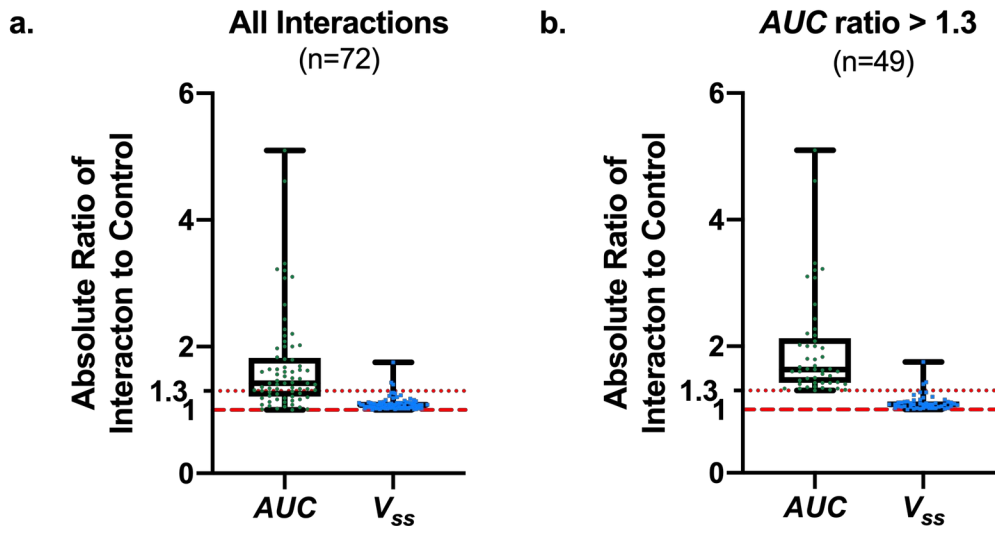 a.
All Interactions
(n=72)
Absolute Ratio of
Interacton to Control
6
4
2
1.3
1
0
AUC
Vss
b.
AUC ratio > 1.3
(n=49)
Absolute Ratio of
Interacton to Control
6
4
2
1.3
1
0
AUC
Vss